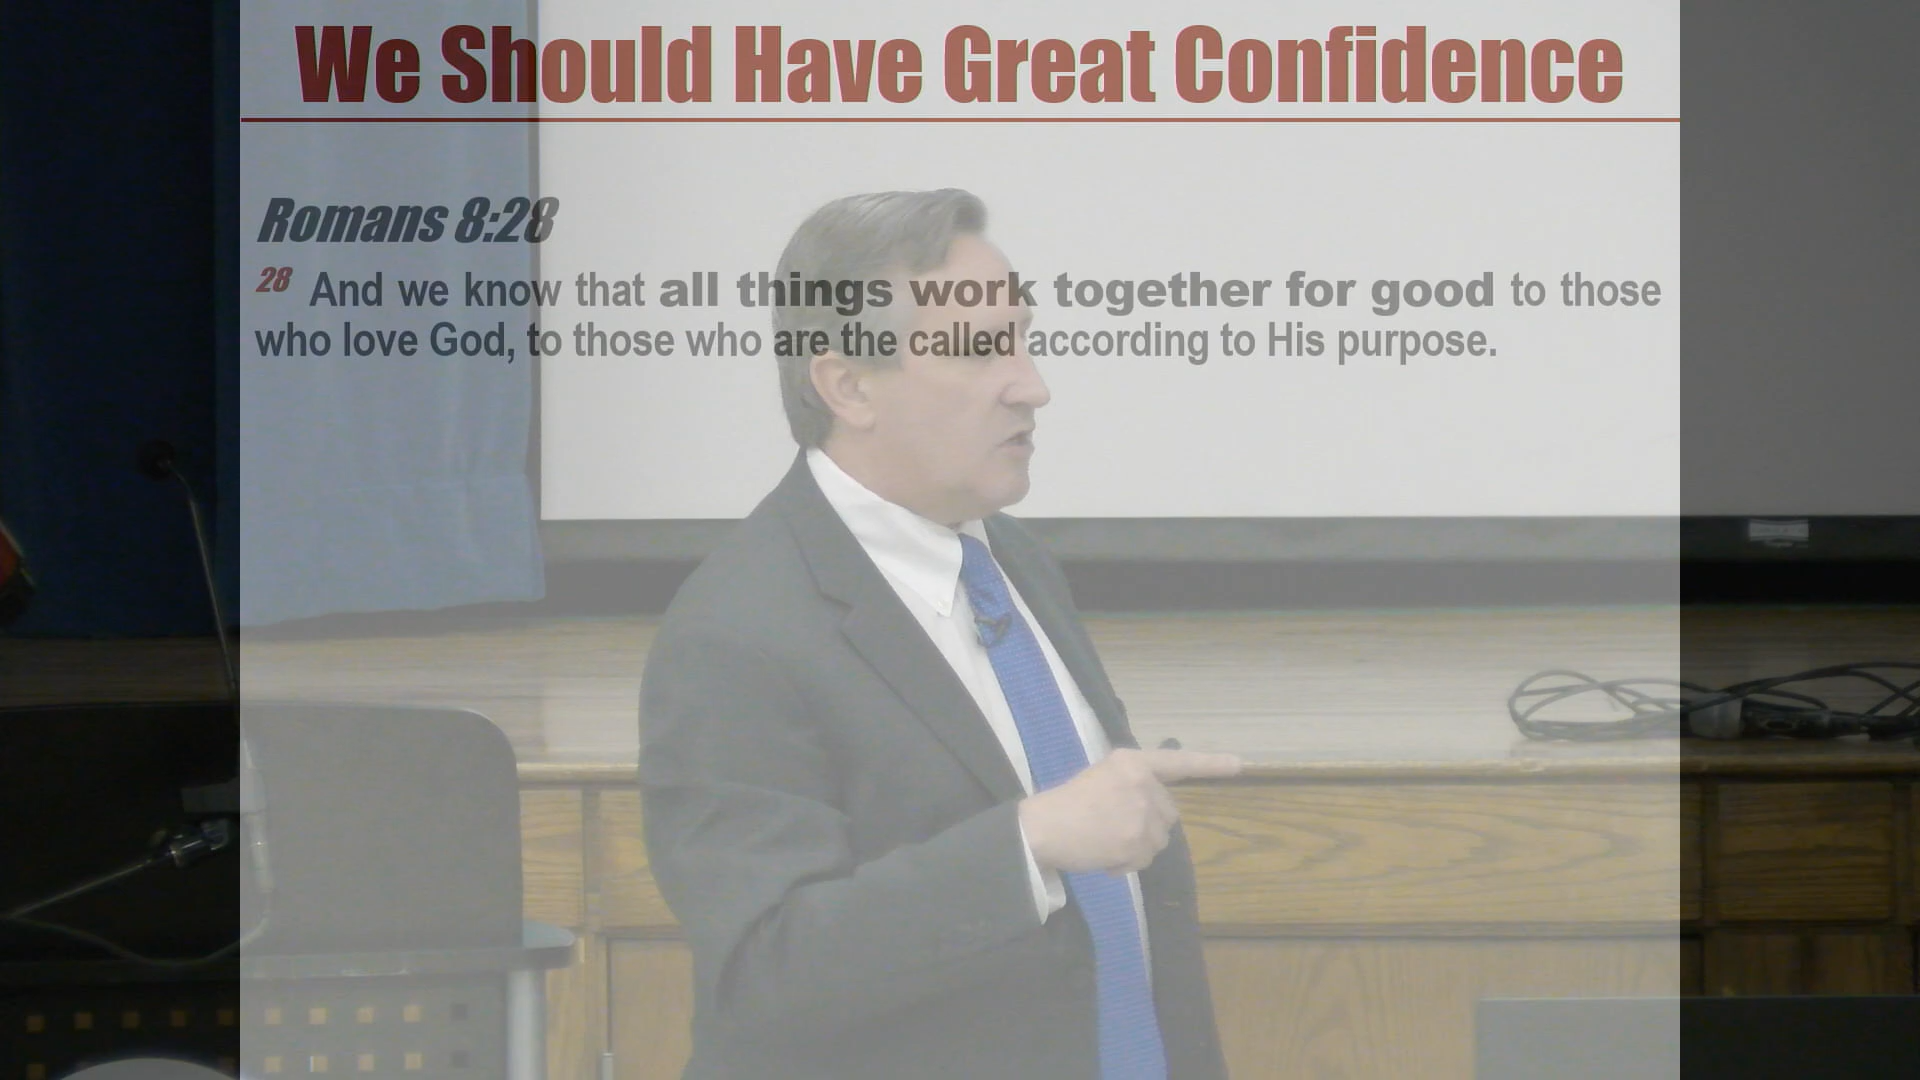 We Should Have Great Confidence
Romans 8:28
28 And we know that all things work together for good to those
who love God, to those who are the called according to His purpose.